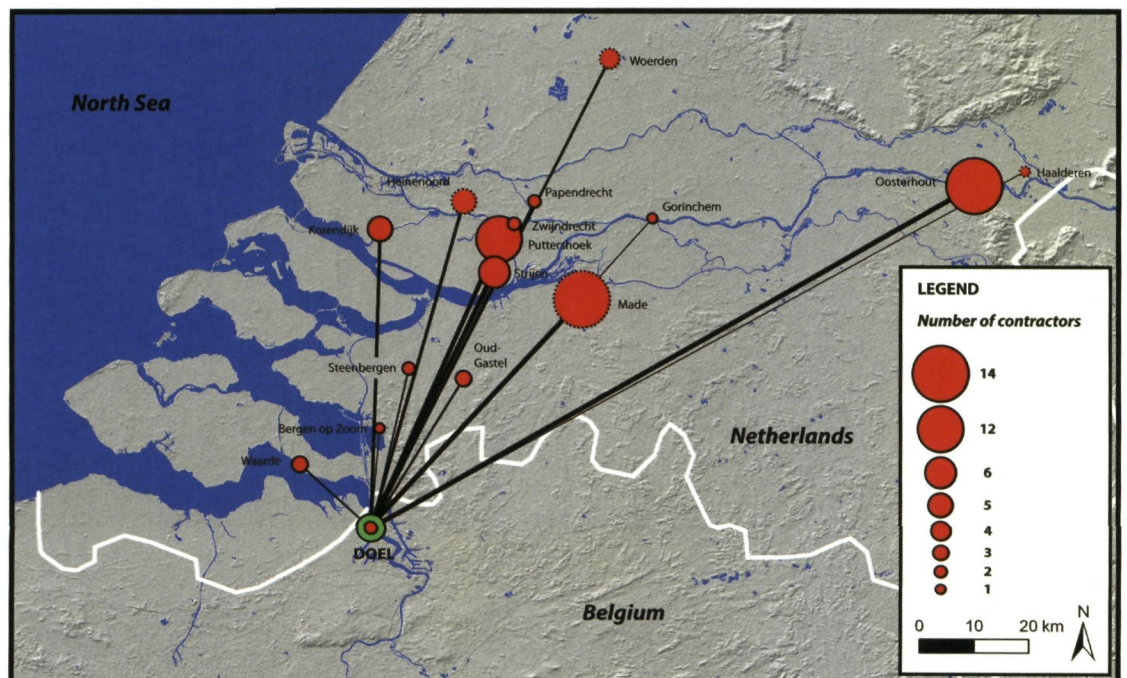 Woerden
North Sea
Oosterhout
Haalderen
Heinenoord
Papendrecht
Gorinchem
Korendijk
Zwijndrecht
Puttershoek
Strijen
Made
Oud-
Gastel
Steenbergen
Bergen op Zoom
Netherlands
Waarde
DOEL
Belgium
LEGEND
Number of contractors
14
12
6
5
4
3
2
1
N
0 10 20 km